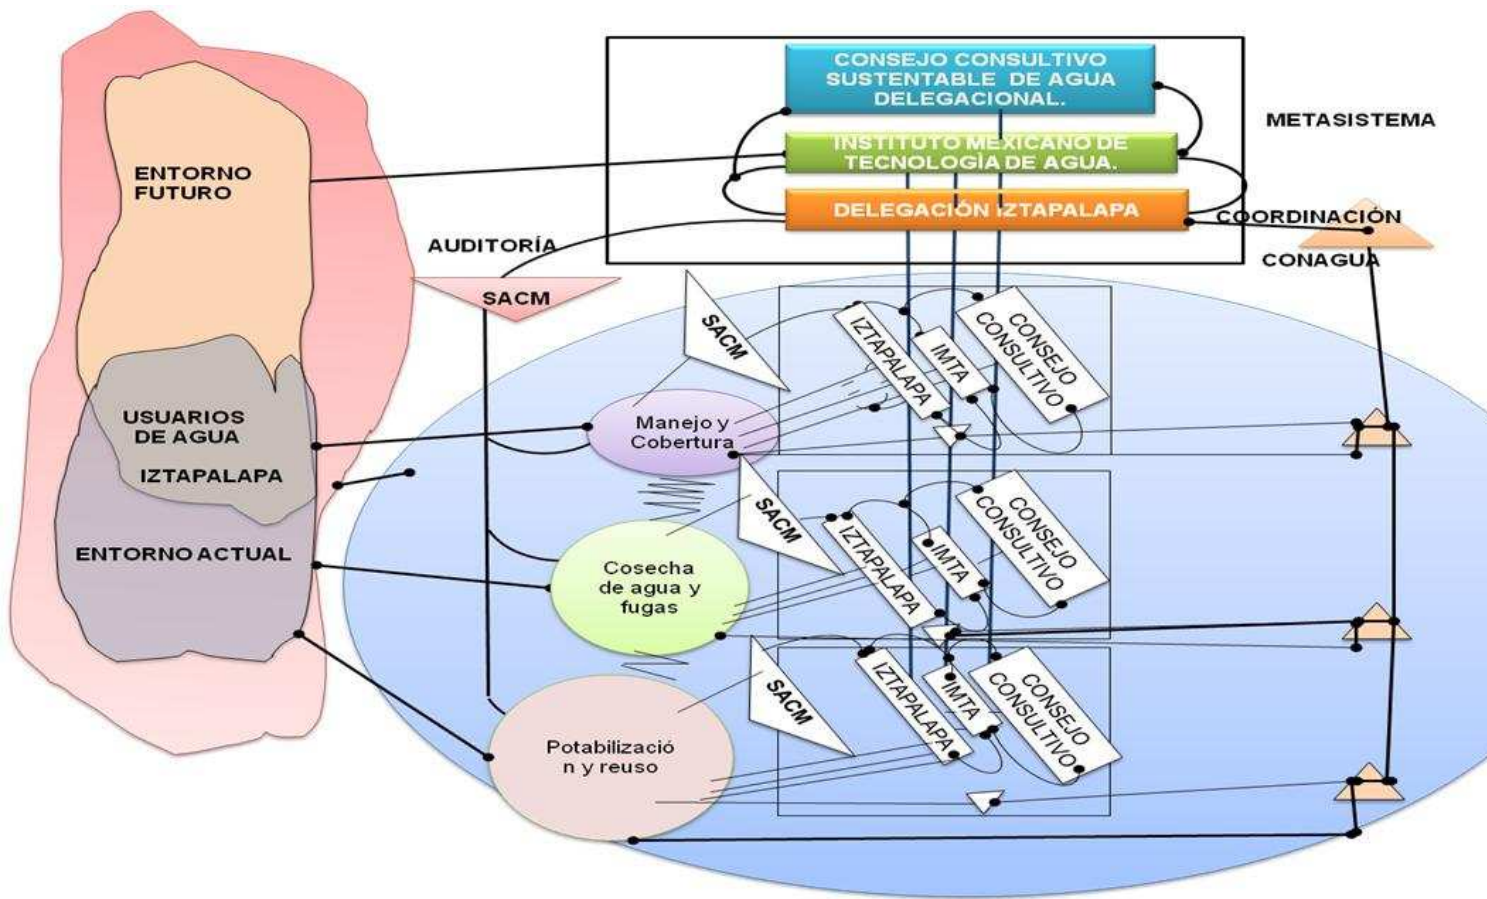 CONSEJO CONSULTIVO
SUSTENTABLE DE AGUA
DELEGACIONAL.
METASISTEMA
INSTITUTO MEXICANO DE
TECNOLOGÌA DE AGUA.
ENTORNO
FUTURO
DELEGACIÓN IZTAPALAPA
COORDINACIÓN
AUDITORÍA
CONAGUA
SACM
SACM
IZTAPALAPA
IMTA
CONSEJO
CONSULTIVO
USUARIOS
DE AGUA
IZTAPALAPA
Manejo y
Cobertura
ENTORNO ACTUAL
SACM
IZTAPALAPA
IMTA
CONSEJO
CONSULTIVO
Cosecha
de agua y
fugas
SACM
IZTAPALAPA
IMTA
CONSEJO
CONSULTIVO
Potabilizació
n y reuso